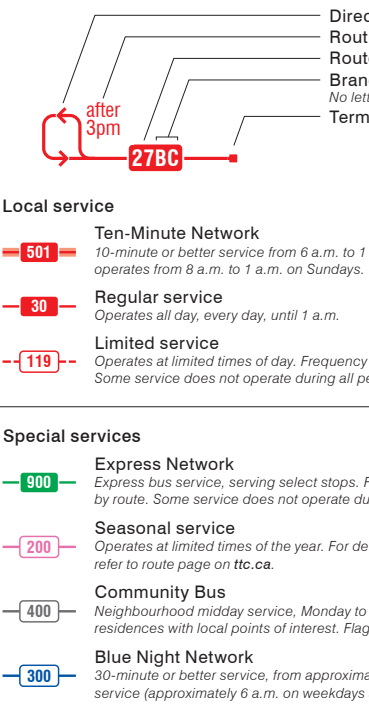 Direc
Rout
Route
Bran
No lett
Term
after
3pm
27BC
Local service
Ten-Minute Network
501
10-minute or better service from 6 a.m. to 1
operates from 8 a.m. to 1 a.m. on Sundays.
Regular service
30
Operates all day, every day, until 1 a.m.
Limited service
119
Operates at limited times of day. Frequency
Some service does not operate during all pe
Special services
Express Network
900
Express bus service, serving select stops. F
by route. Some service does not operate du
Seasonal service
200
Operates at limited times of the year. For de
refer to route page on ttc.ca.
Community Bus
400
Neighbourhood midday service, Monday to
residences with local points of interest. Flag
Blue Night Network
300
30-minute or better service, from approxima
service (approximately 6 a.m. on weekdays